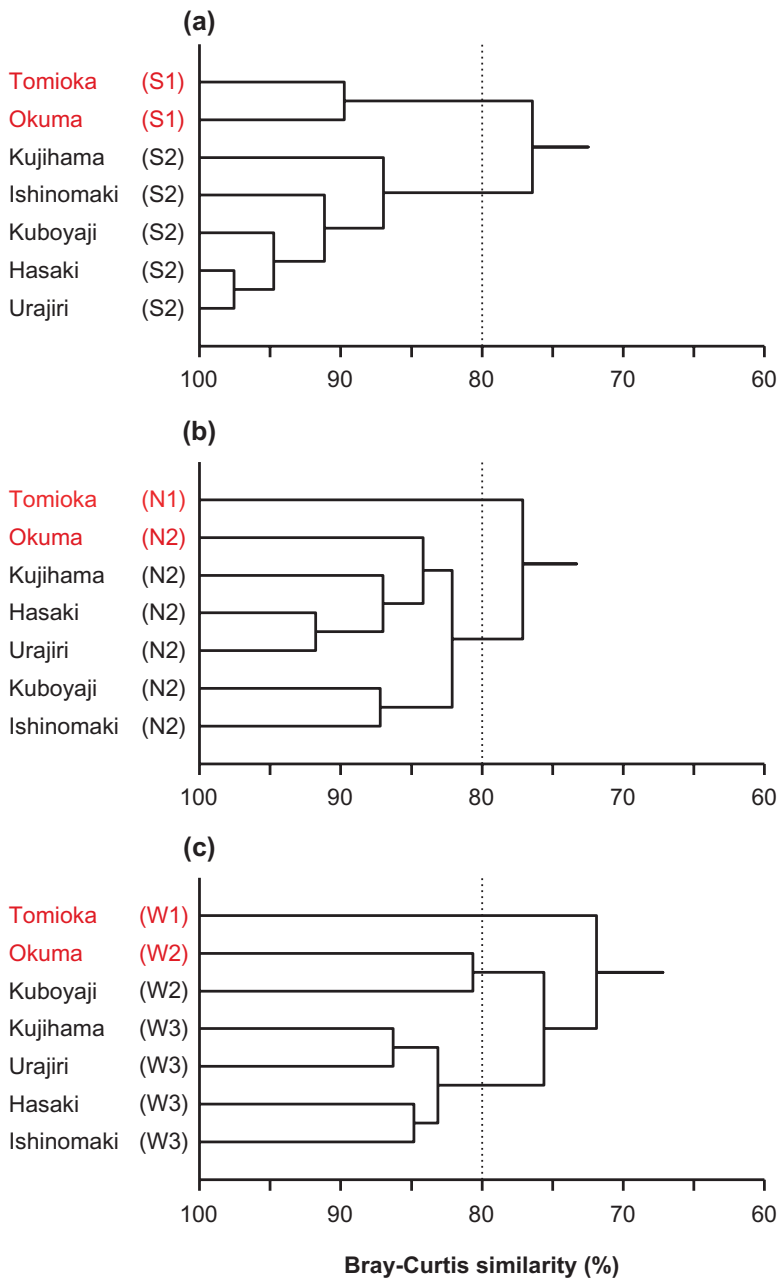 (a)
Tomioka (S1)
Okuma (S1)
Kujihama (S2)
Ishinomaki (S2)
Kuboyaji (S2)
Hasaki (S2)
Urajiri (S2)
100 90 80 70 60
(b)
Tomioka (N1)
Okuma (N2)
Kujihama (N2)
Hasaki (N2)
Urajiri (N2)
Kuboyaji (N2)
Ishinomaki (N2)
100 90 80 70 60
(c)
Tomioka (W1)
Okuma (W2)
Kuboyaji (W2)
Kujihama (W3)
Urajiri (W3)
Hasaki (W3)
Ishinomaki (W3)
100 90 80 70 60
Bray-Curtis similarity (%)